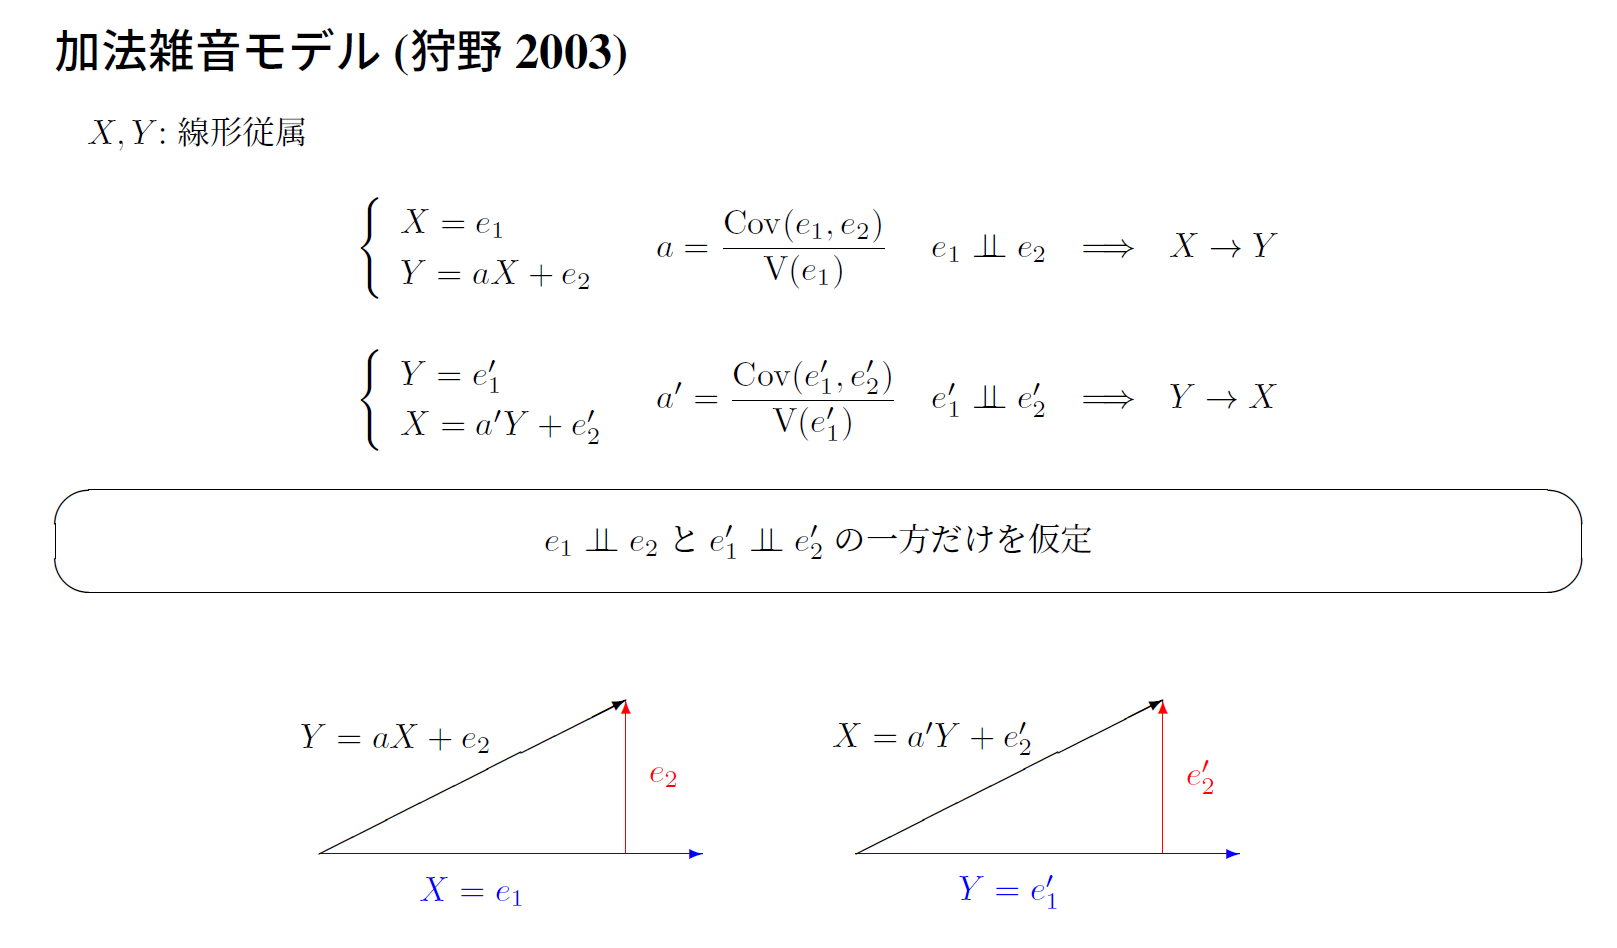 加法雑音モデル (狩野 2003)
X, Y: 線形従属
{ X = e₁
Y = aX + e₂
a = Cov(e₁, e₂) / V(e₁)   e₁ ⫫ e₂ ⟹ X → Y
{ Y = e′₁
X = a′Y + e′₂
a′ = Cov(e′₁, e′₂) / V(e′₁)   e′₁ ⫫ e′₂ ⟹ Y → X
e₁ ⫫ e₂ と e′₁ ⫫ e′₂ の一方だけを仮定
Y = aX + e₂
e₂
X = e₁
X = a′Y + e′₂
e′₂
Y = e′₁